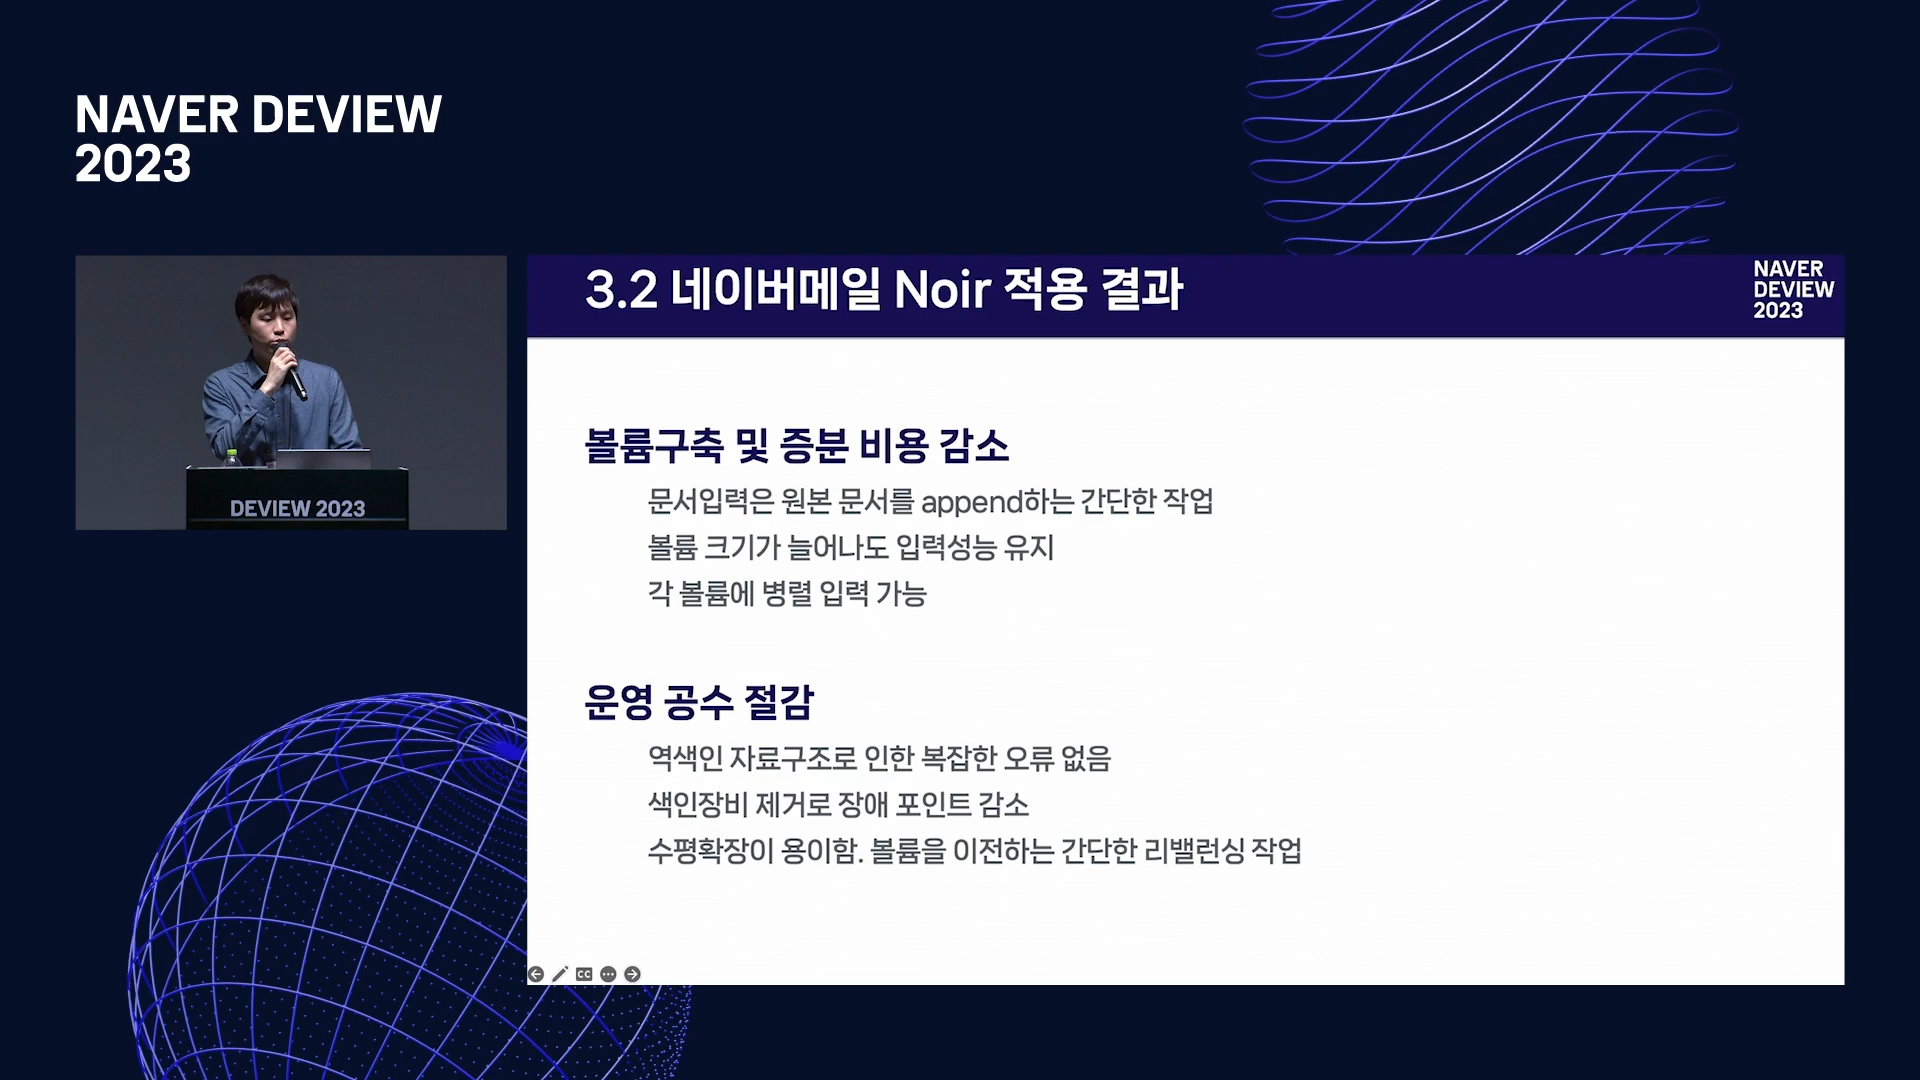 NAVER DEVIEW
2023
3.2 네이버메일 Noir 적용 결과
NAVER
DEVIEW
2023
볼륨구축 및 증분 비용 감소
문서입력은 원본 문서를 append하는 간단한 작업
볼륨 크기가 늘어나도 입력성능 유지
각 볼륨에 병렬 입력 가능
운영 공수 절감
역색인 자료구조로 인한 복잡한 오류 없음
색인장비 제거로 장애 포인트 감소
수평확장이 용이함. 볼륨을 이전하는 간단한 리밸런싱 작업
DEVIEW 2023
CC